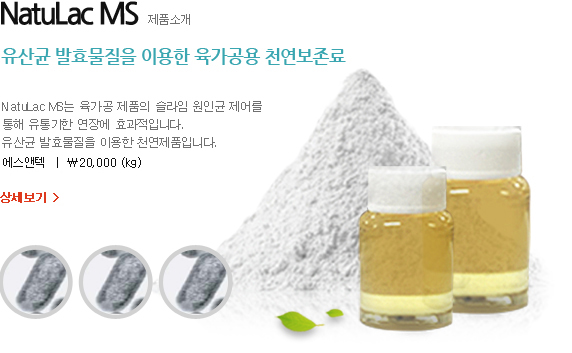 NatuLac MS 제품소개
유산균 발효물질을 이용한 육가공용 천연보존료
NatuLac MS는 육가공 제품의 슬라임 원인균 제어를
통해 유통기한 연장에 효과적입니다.
유산균 발효물질을 이용한 천연제품입니다.
에스앤텍 | ₩20,000 (kg)
상세보기 >